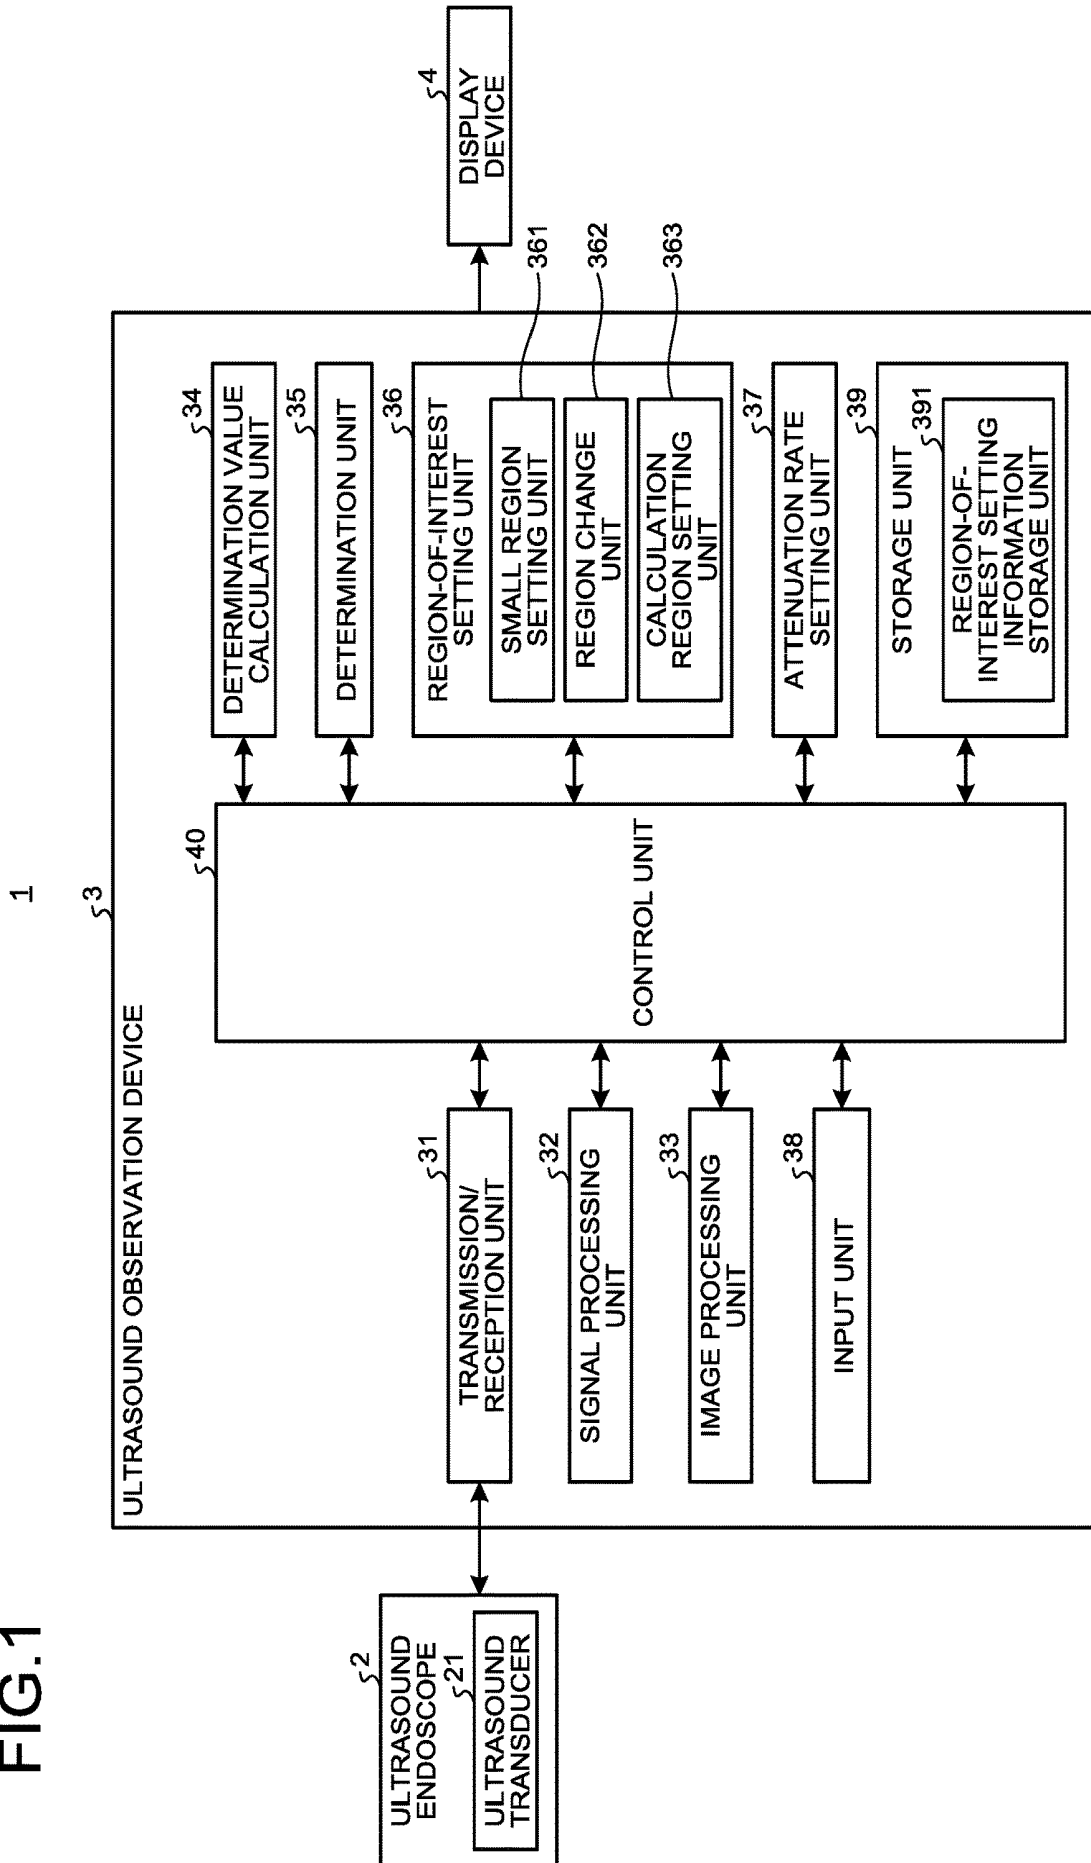 FIG.1
1
3
ULTRASOUND OBSERVATION DEVICE
2
ULTRASOUND
ENDOSCOPE
21
ULTRASOUND
TRANSDUCER
31
TRANSMISSION/
RECEPTION UNIT
32
SIGNAL PROCESSING
UNIT
33
IMAGE PROCESSING
UNIT
38
INPUT UNIT
40
CONTROL UNIT
34
DETERMINATION VALUE
CALCULATION UNIT
35
DETERMINATION UNIT
36
REGION-OF-INTEREST
SETTING UNIT
SMALL REGION
SETTING UNIT
361
REGION CHANGE
UNIT
362
CALCULATION
REGION SETTING
UNIT
363
37
ATTENUATION RATE
SETTING UNIT
39
STORAGE UNIT
391
REGION-OF-
INTEREST SETTING
INFORMATION
STORAGE UNIT
4
DISPLAY
DEVICE